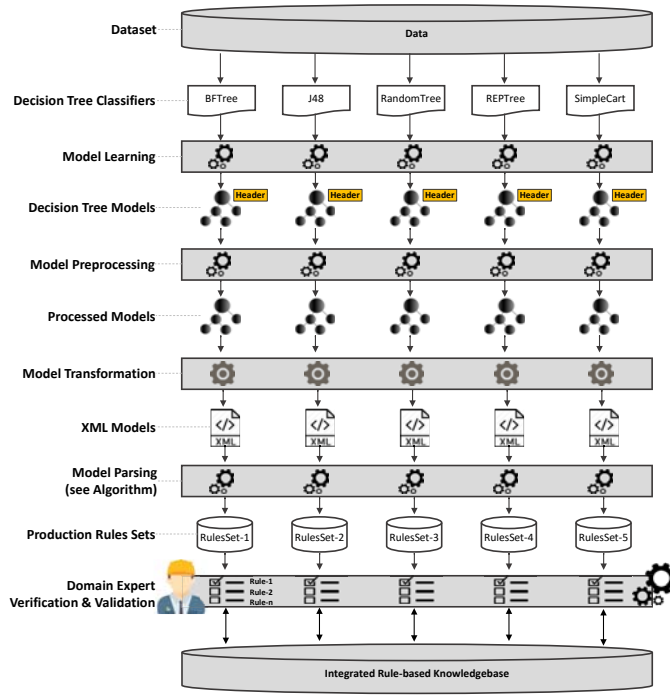 Dataset
Data
Decision Tree Classifiers
BFTree
J48
RandomTree
REPTree
SimpleCart
Model Learning
Decision Tree Models
Header
Header
Header
Header
Header
Model Preprocessing
Processed Models
Model Transformation
XML Models
XML
XML
XML
XML
XML
Model Parsing
(see Algorithm)
Production Rules Sets
RulesSet-1
RulesSet-2
RulesSet-3
RulesSet-4
RulesSet-5
Domain Expert
Verification & Validation
Rule-1
Rule-2
Rule-n
Integrated Rule-based Knowledgebase